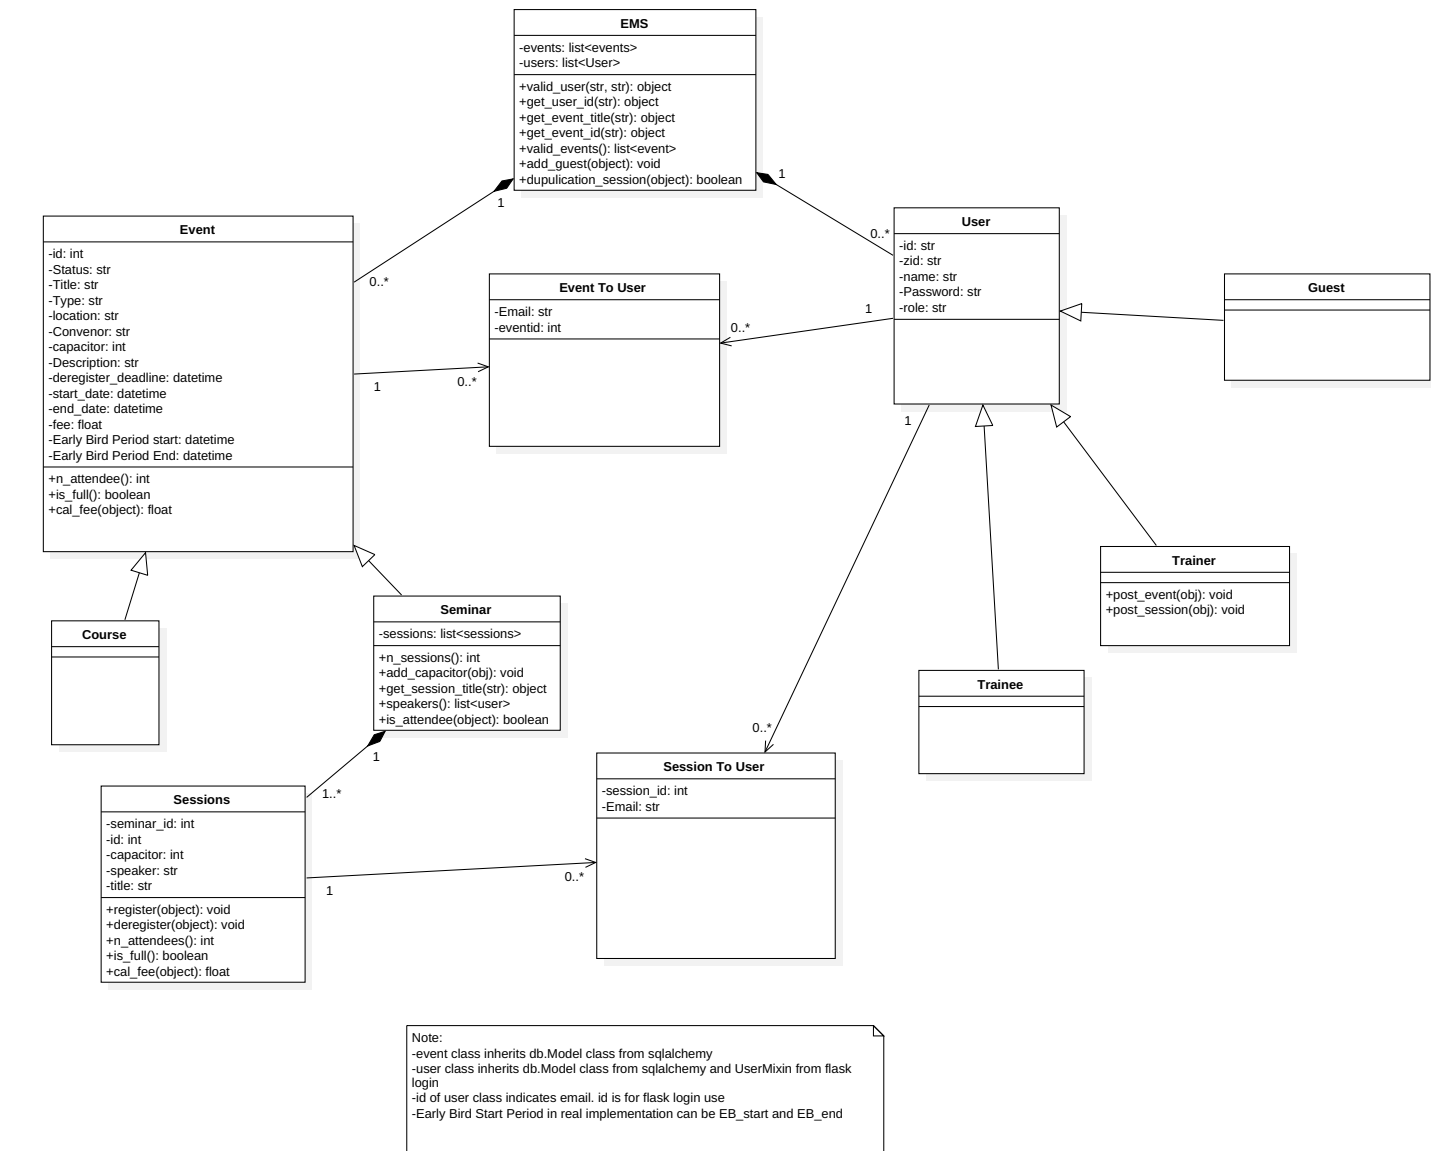 EMS
-events: list<events>
-users: list<User>
+valid_user(str, str): object
+get_user_id(str): object
+get_event_title(str): object
+get_event_id(str): object
+valid_events(): list<event>
+add_guest(object): void
+dupulication_session(object): boolean
1
1
0..*
0..*
Event
-id: int
-Status: str
-Title: str
-Type: str
-location: str
-Convenor: str
-capacitor: int
-Description: str
-deregister_deadline: datetime
-start_date: datetime
-end_date: datetime
-fee: float
-Early Bird Period start: datetime
-Early Bird Period End: datetime
+n_attendee(): int
+is_full(): boolean
+cal_fee(object): float
Event To User
-Email: str
-eventid: int
1
0..*
1
0..*
User
-id: str
-zid: str
-name: str
-Password: str
-role: str
Guest
1
0..*
Trainer
+post_event(obj): void
+post_session(obj): void
Trainee
Course
Seminar
-sessions: list<sessions>
+n_sessions(): int
+add_capacitor(obj): void
+get_session_title(str): object
+speakers(): list<user>
+is_attendee(object): boolean
1
1..*
Sessions
-seminar_id: int
-id: int
-capacitor: int
-speaker: str
-title: str
+register(object): void
+deregister(object): void
+n_attendees(): int
+is_full(): boolean
+cal_fee(object): float
1
0..*
Session To User
-session_id: int
-Email: str
Note:
-event class inherits db.Model class from sqlalchemy
-user class inherits db.Model class from sqlalchemy and UserMixin from flask
login
-id of user class indicates email. id is for flask login use
-Early Bird Start Period in real implementation can be EB_start and EB_end